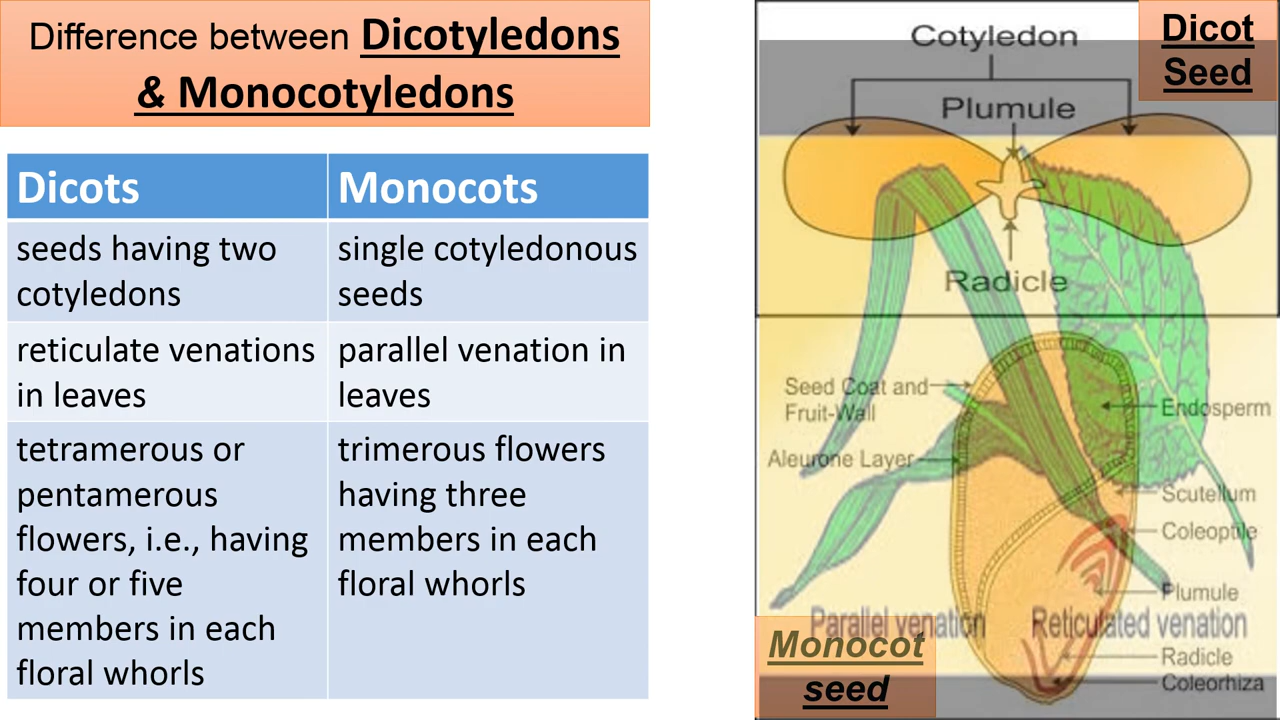 Difference between Dicotyledons
& Monocotyledons
Dicots
Monocots
seeds having two
cotyledons
single cotyledonous
seeds
reticulate venations
in leaves
parallel venation in
leaves
tetramerous or
pentamerous
flowers, i.e., having
four or five
members in each
floral whorls
trimerous flowers
having three
members in each
floral whorls
Dicot
Seed
Cotyledon
Plumule
Radicle
Seed Coat and
Fruit-Wall
Aleurone Layer
Endosperm
Scutellum
Coleoptile
Plumule
Parallel venation
Reticulated venation
Radicle
Coleorhiza
Monocot
seed